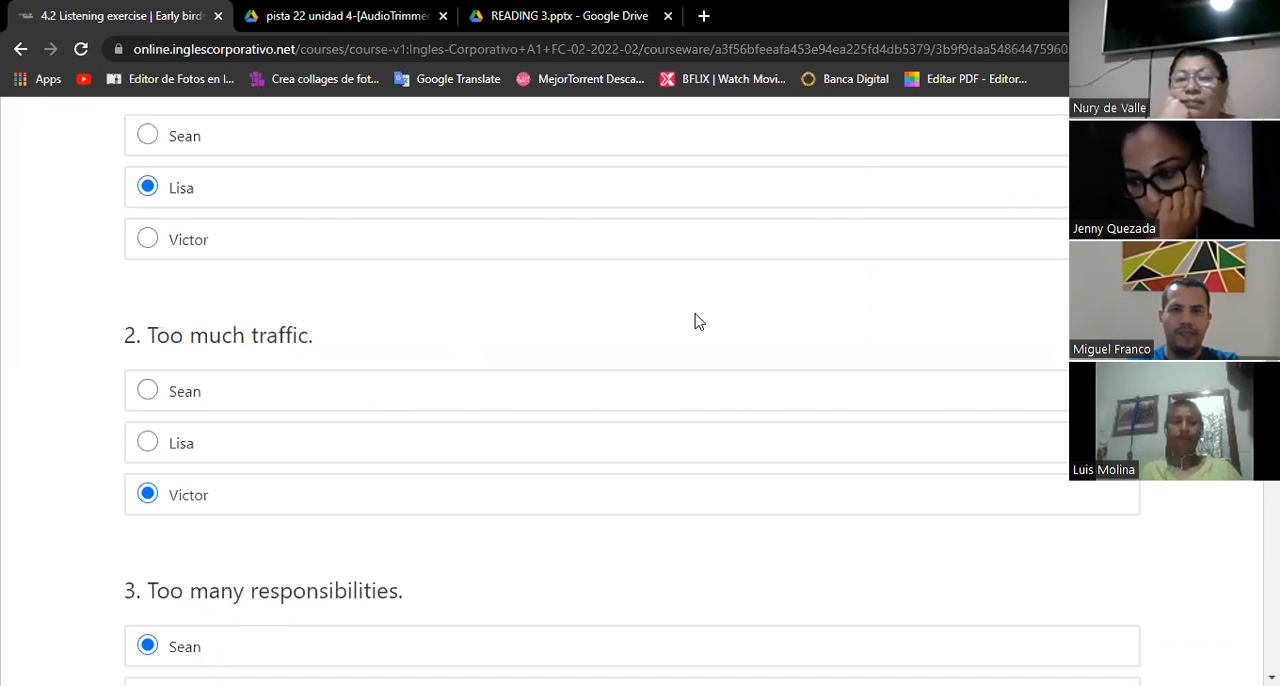 4.2 Listening exercise | Early bird
pista 22 unidad 4-[AudioTrimmer
READING 3.pptx - Google Drive
online.inglescorporativo.net/courses/course-v1:Ingles-Corporativo+A1+FC-02-2022-02/courseware/a3f56bfeeafa453e94ea225fd4db5379/3b9f9daa54864475960
Apps
Editor de Fotos en l...
Crea collages de fot...
Google Translate
MejorTorrent Desca...
BFLIX | Watch Movi...
Banca Digital
Editar PDF - Editor...
Nury de Valle
Sean
Lisa
Jenny Quezada
Victor
2. Too much traffic.
Miguel Franco
Sean
Lisa
Luis Molina
Victor
3. Too many responsibilities.
Sean